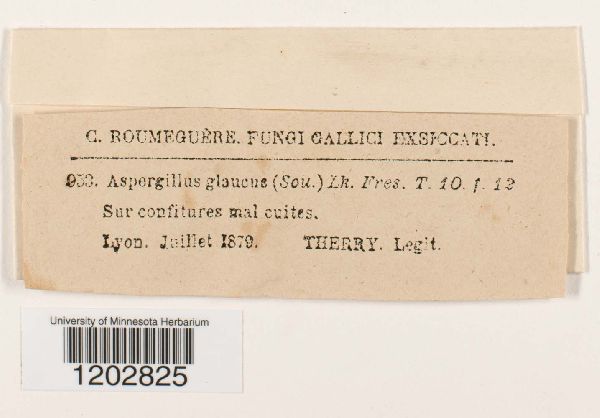 C. ROUMEGUÈRE. FUNGI GALLICI EXSICCATI.
953. Aspergillus glaucus (Sou.) Lk. Fres. T. 10. f. 12
Sur confitures mal cuites.
Lyon. Juillet 1879. THERRY. Legit.
University of Minnesota Herbarium
1202825